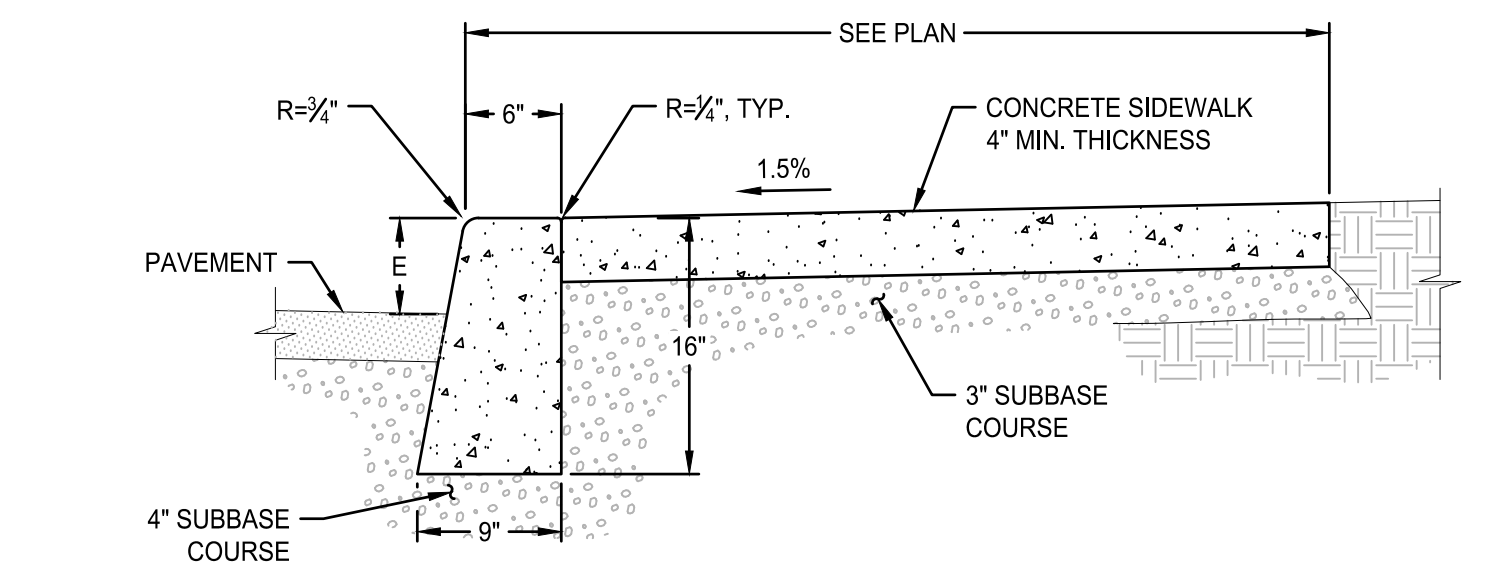 SEE PLAN
R=3/4"
6"
R=1/4", TYP.
CONCRETE SIDEWALK
4" MIN. THICKNESS
1.5%
PAVEMENT
E
16"
3" SUBBASE
COURSE
4" SUBBASE
COURSE
9"